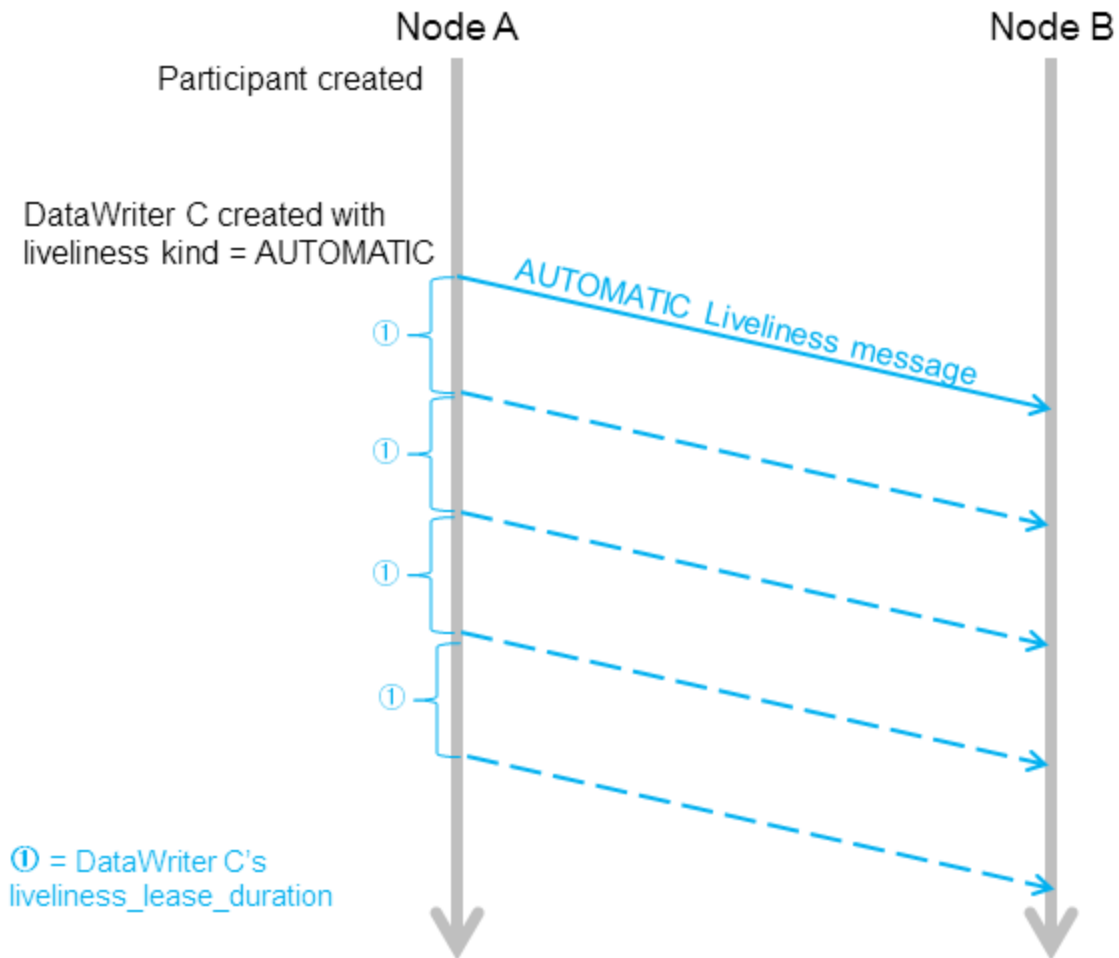 Node A
Node B
Participant created
DataWriter C created with
liveliness kind = AUTOMATIC
AUTOMATIC Liveliness message
①
①
①
①
① = DataWriter C's
liveliness_lease_duration